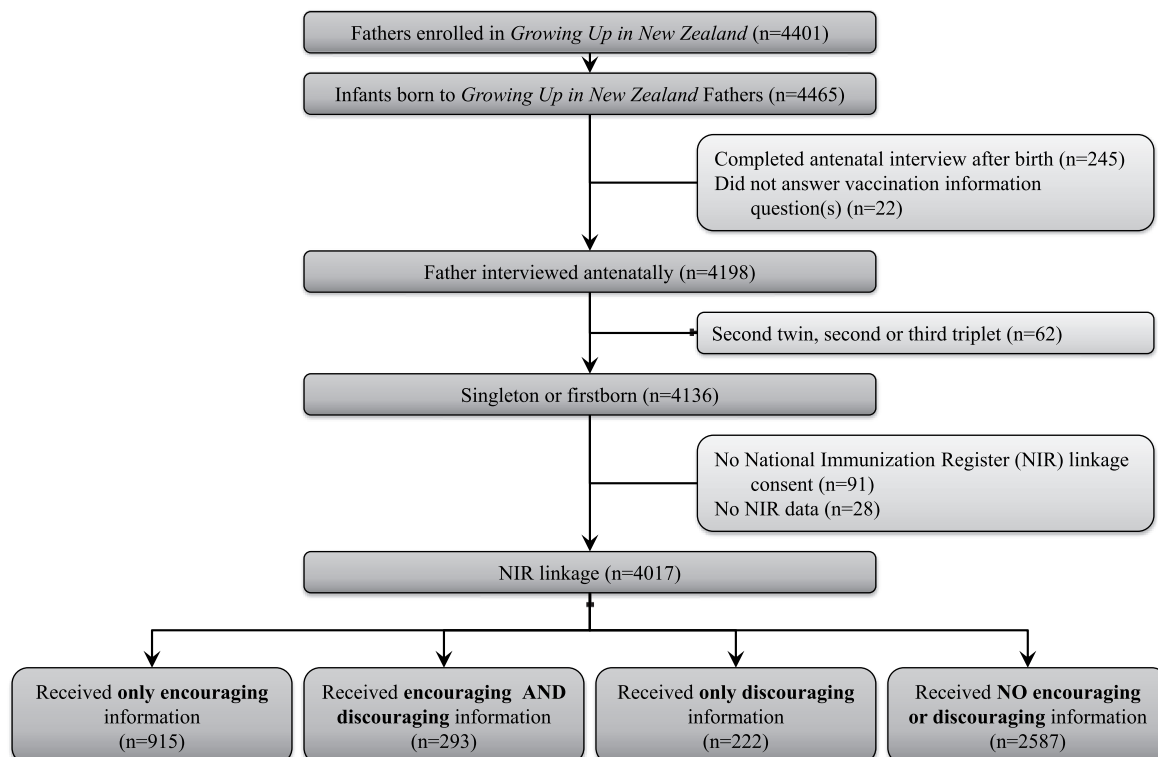 Fathers enrolled in Growing Up in New Zealand (n=4401)
Infants born to Growing Up in New Zealand Fathers (n=4465)
Completed antenatal interview after birth (n=245)
Did not answer vaccination information
question(s) (n=22)
Father interviewed antenatally (n=4198)
Second twin, second or third triplet (n=62)
Singleton or firstborn (n=4136)
No National Immunization Register (NIR) linkage
consent (n=91)
No NIR data (n=28)
NIR linkage (n=4017)
Received only encouraging
information
(n=915)
Received encouraging AND
discouraging information
(n=293)
Received only discouraging
information
(n=222)
Received NO encouraging
or discouraging information
(n=2587)